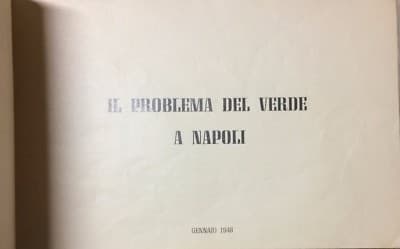 IL PROBLEMA DEL VERDE
A NAPOLI
GENNAIO 1948